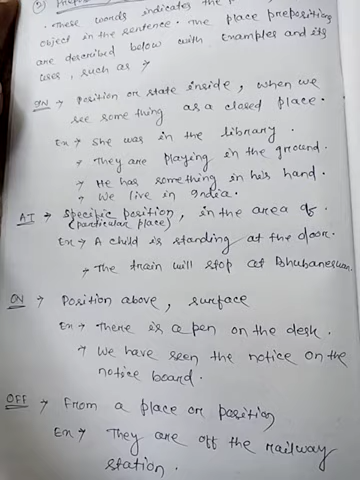 ② Preposi
• These words indicates the p
object in the sentence. The place prepositions
are described below with examples and its
uses, such as →
IN → Position or state inside, when we
see something as a closed place.
Ex → She was in the library.
→ They are playing in the ground.
→ He has something in his hand.
→ We live in India.
AT → Specific position, in the area of.
(particular place)
Ex → A child is standing at the door.
→ The train will stop at Bhubaneswar.
ON → Position above, surface
Ex → There is a pen on the desk.
→ We have seen the notice on the
notice board.
OFF → From a place or position
Ex → They are off the railway
station.